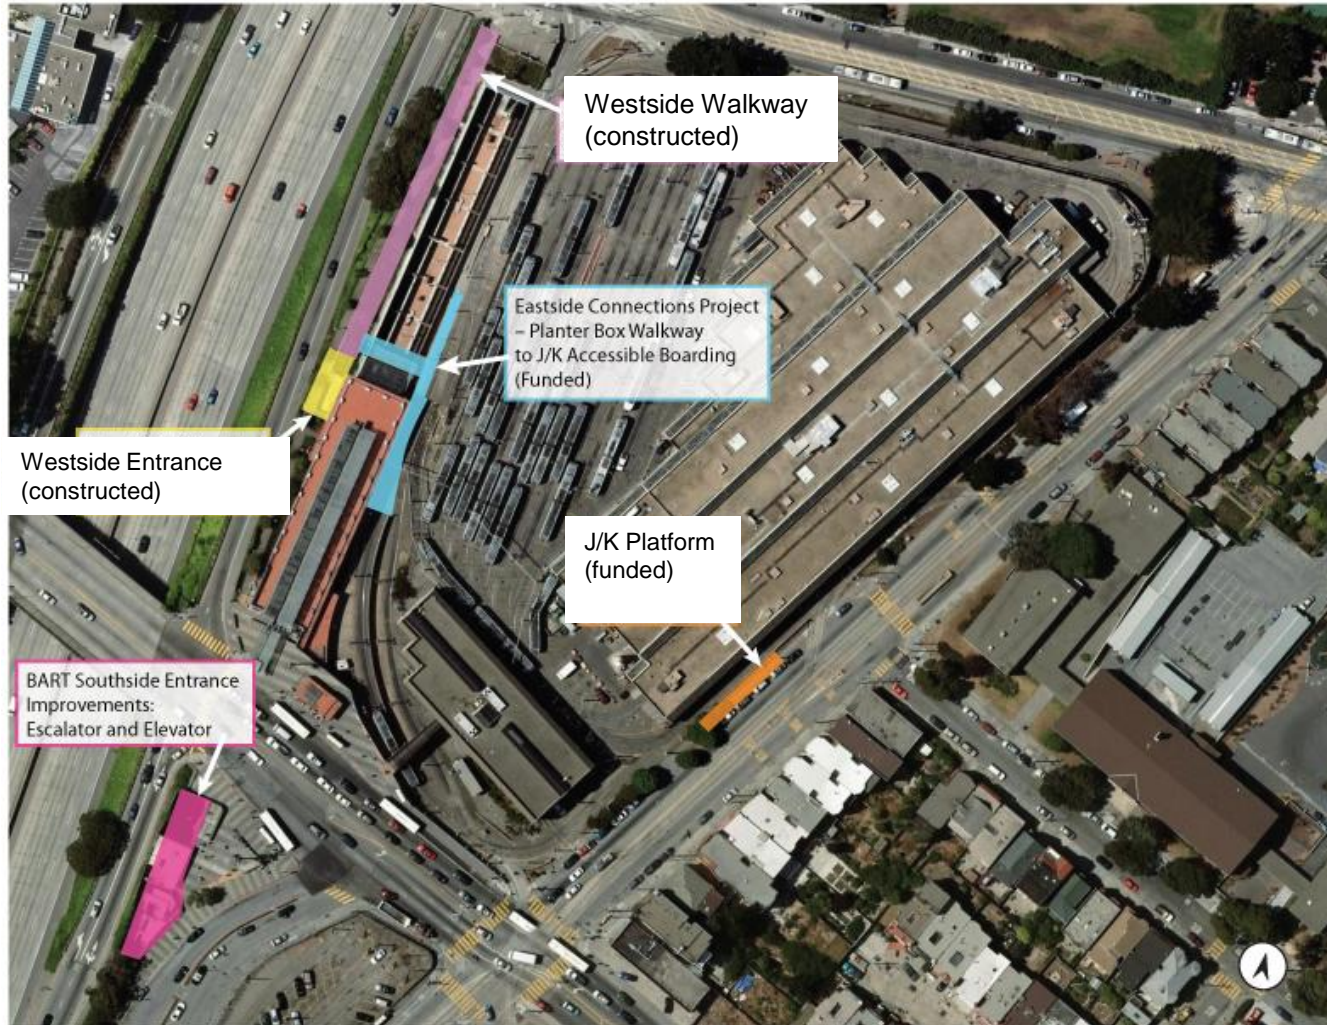 Westside Walkway
(constructed)
Eastside Connections Project
– Planter Box Walkway
to J/K Accessible Boarding
(Funded)
Westside Entrance
(constructed)
J/K Platform
(funded)
BART Southside Entrance
Improvements:
Escalator and Elevator